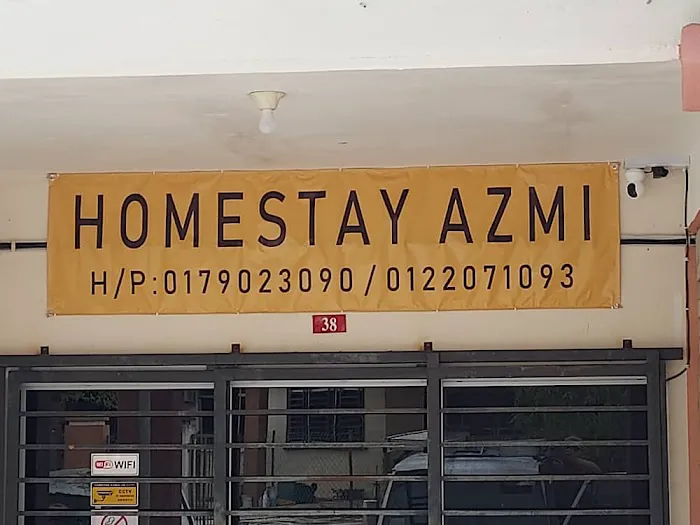 HOMESTAY AZMI
H/P:0179023090/0122071093
38
WIFI
CCTV